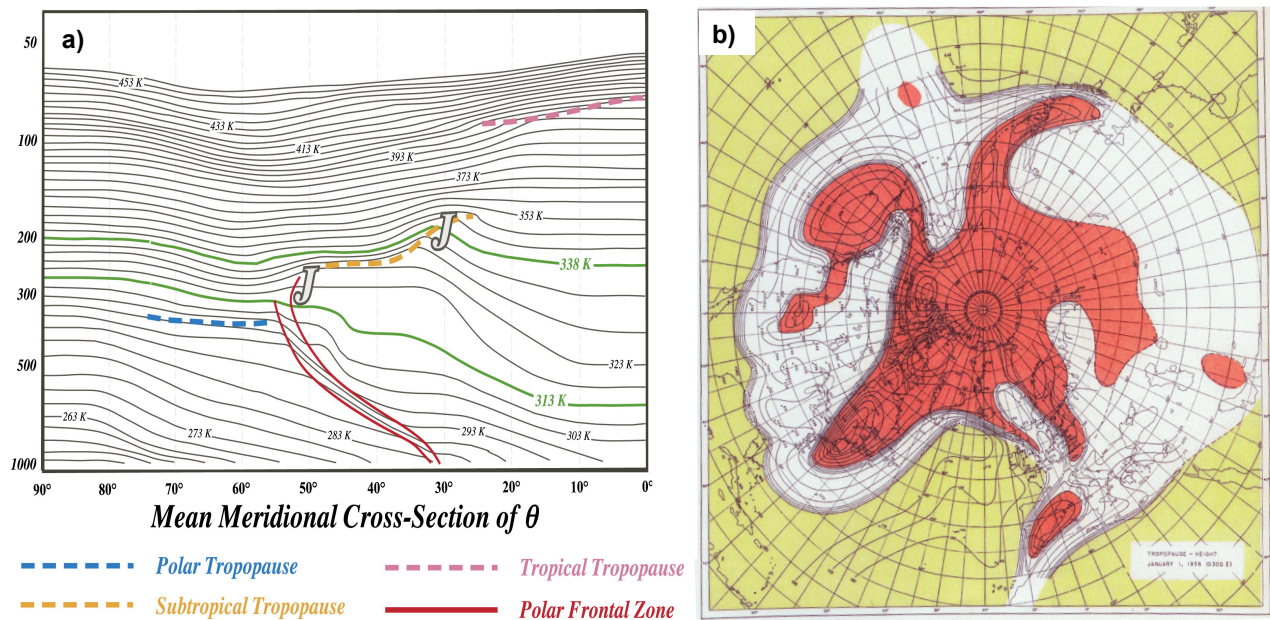 a)
50
100
200
300
500
1000
453 K
433 K
413 K
393 K
373 K
353 K
338 K
323 K
313 K
303 K
293 K
283 K
273 K
263 K
J
J
90° 80° 70° 60° 50° 40° 30° 20° 10° 0°
Mean Meridional Cross-Section of θ
Polar Tropopause
Tropical Tropopause
Subtropical Tropopause
Polar Frontal Zone
b)
TROPOPAUSE - HEIGHT
JANUARY 1, 1956 (0300 Z)